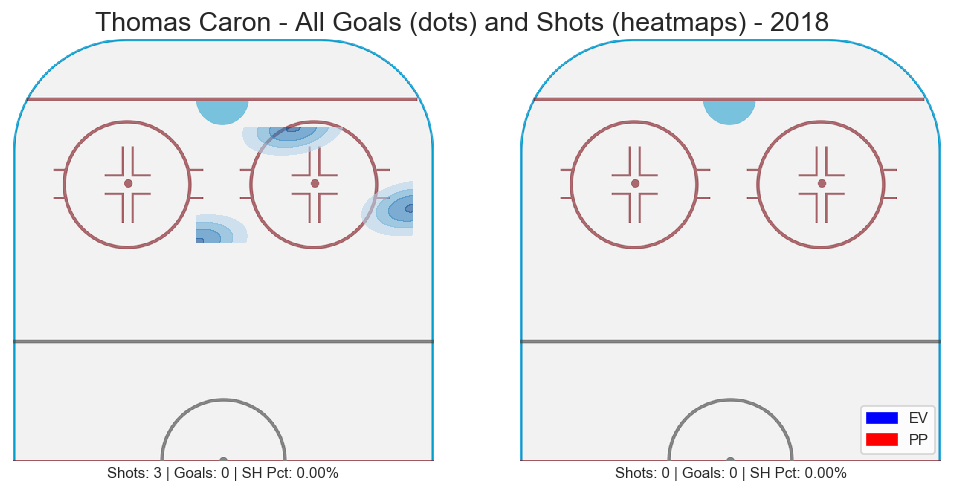 Thomas Caron - All Goals (dots) and Shots (heatmaps) - 2018
EV
PP
Shots: 3 | Goals: 0 | SH Pct: 0.00%
Shots: 0 | Goals: 0 | SH Pct: 0.00%